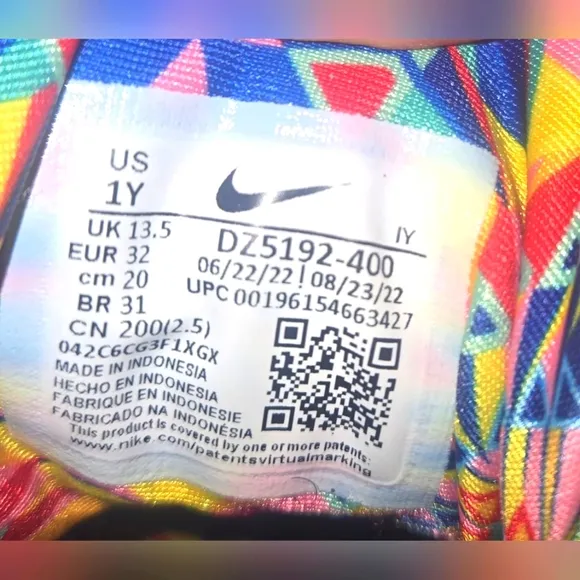 US
1Y
IY
UK 13.5
DZ5192-400
EUR 32
06/22/22 | 08/23/22
cm 20
UPC 00196154663427
BR 31
CN 200(2.5)
042C6CG3F1XGX
MADE IN INDONESIA
HECHO EN INDONESIA
FABRIQUE EN INDONESIE
FABRICADO NA INDONÉSIA
This product is covered by one or more patents:
www.nike.com/patentsvirtualmarking